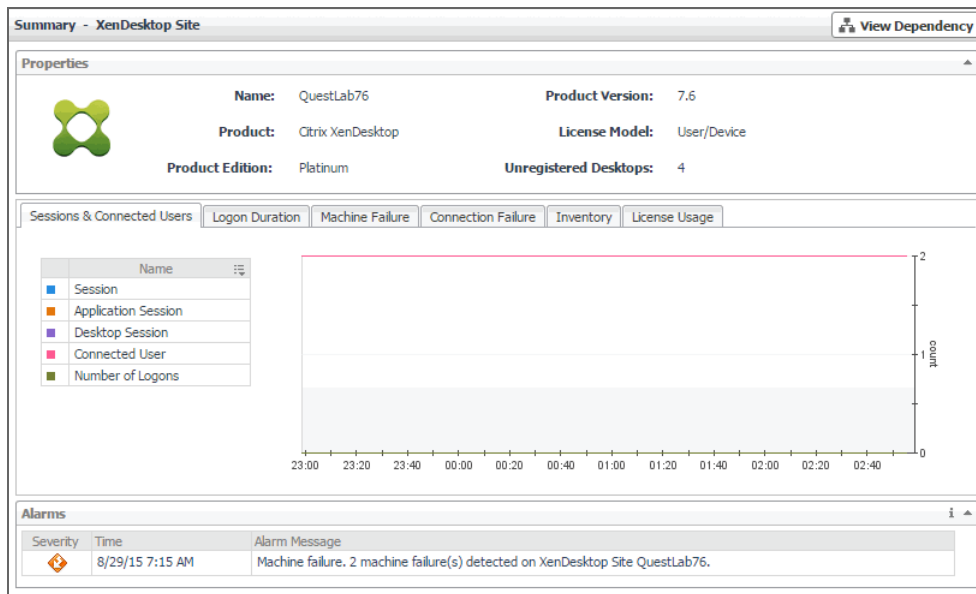 Summary - XenDesktop Site View Dependency
Properties
Name: QuestLab76 Product Version: 7.6
Product: Citrix XenDesktop License Model: User/Device
Product Edition: Platinum Unregistered Desktops: 4
Sessions & Connected Users Logon Duration Machine Failure Connection Failure Inventory License Usage
Name
Session
Application Session
Desktop Session
Connected User
Number of Logons
2
1
0
count
23:00 23:20 23:40 00:00 00:20 00:40 01:00 01:20 01:40 02:00 02:20 02:40
Alarms i
Severity Time Alarm Message
8/29/15 7:15 AM Machine failure. 2 machine failure(s) detected on XenDesktop Site QuestLab76.